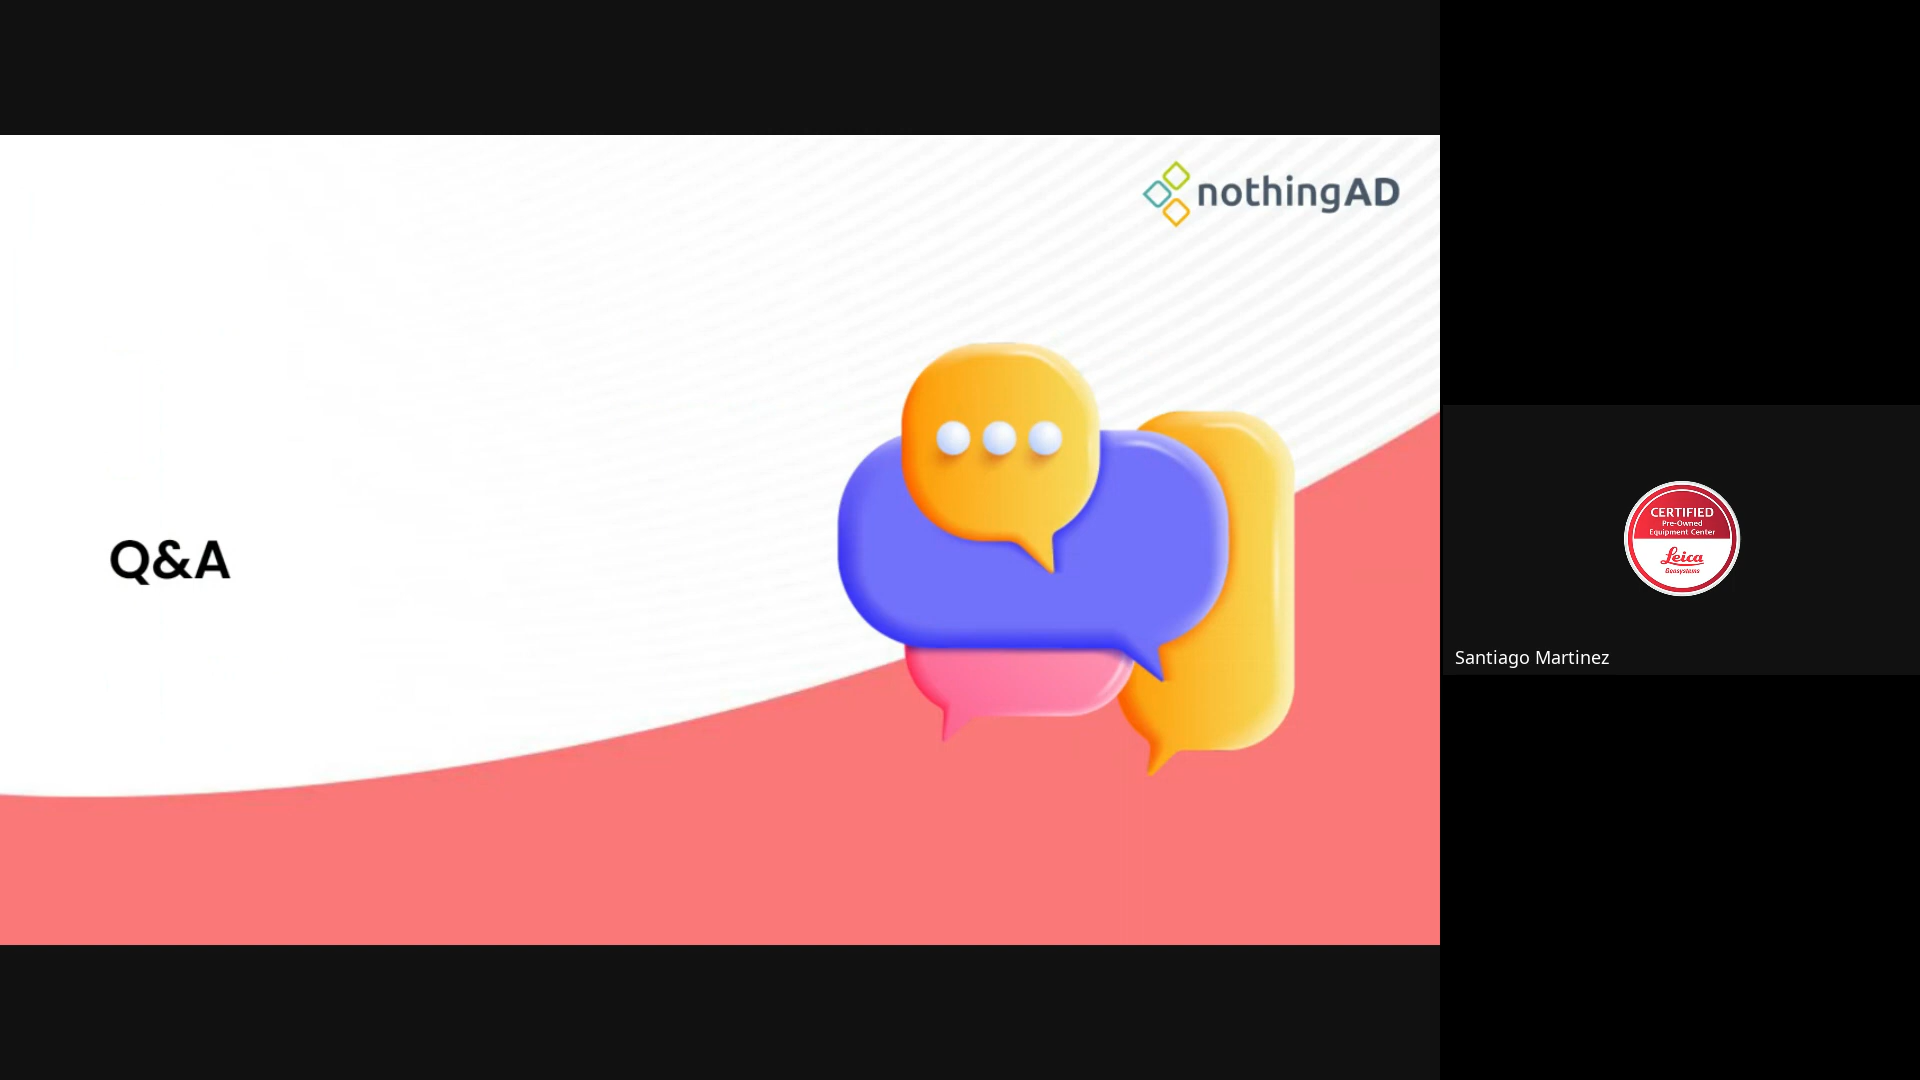 nothingAD
Q&A
CERTIFIED
Pre-Owned
Equipment Center
Leica
Geosystems
Santiago Martinez